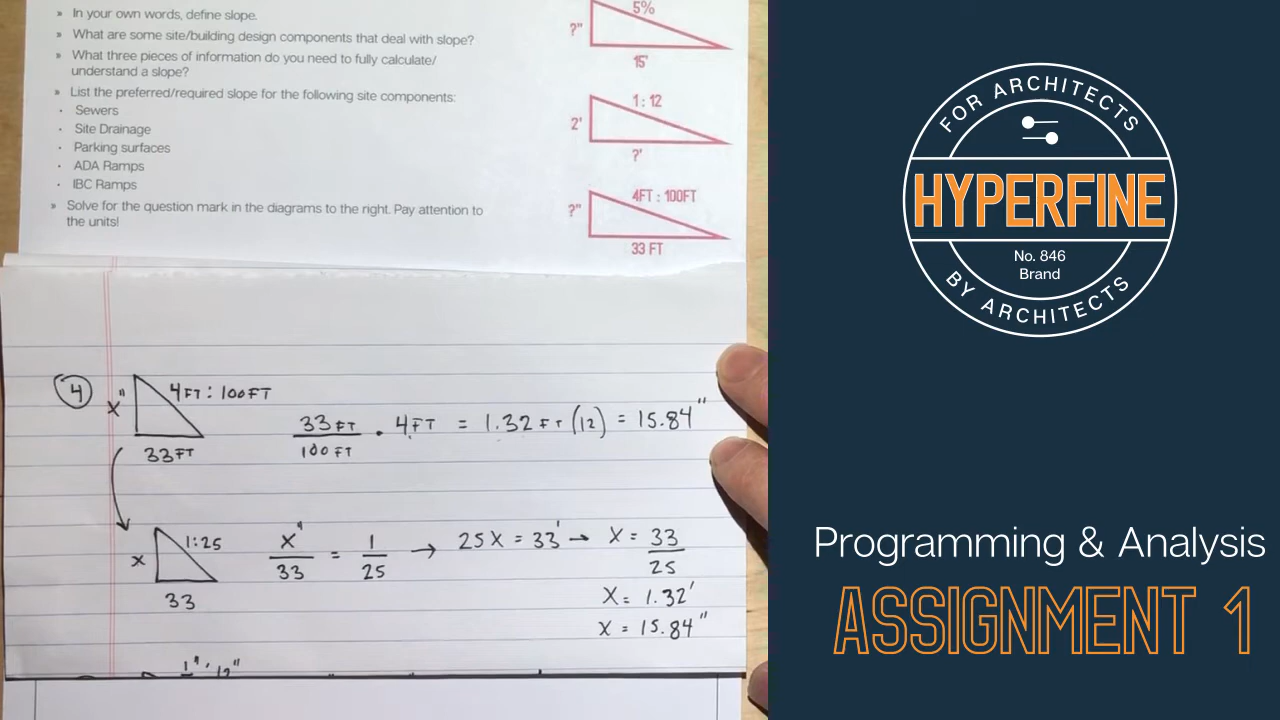 » In your own words, define slope.
» What are some site/building design components that deal with slope?
» What three pieces of information do you need to fully calculate/
understand a slope?
» List the preferred/required slope for the following site components:
· Sewers
· Site Drainage
· Parking surfaces
· ADA Ramps
· IBC Ramps
» Solve for the question mark in the diagrams to the right. Pay attention to
the units!
5%
?"
15'
1 : 12
2'
?'
4FT : 100FT
?"
33 FT
4
X"
4FT : 100FT
33FT
33FT
100FT
· 4FT = 1.32FT (12) = 15.84"
X
1:25
33
X"
33
=
1
25
→ 25X = 33' → X = 33
25
X = 1.32'
X = 15.84"
FOR ARCHITECTS
HYPERFINE
No. 846
Brand
BY ARCHITECTS
Programming & Analysis
ASSIGNMENT 1